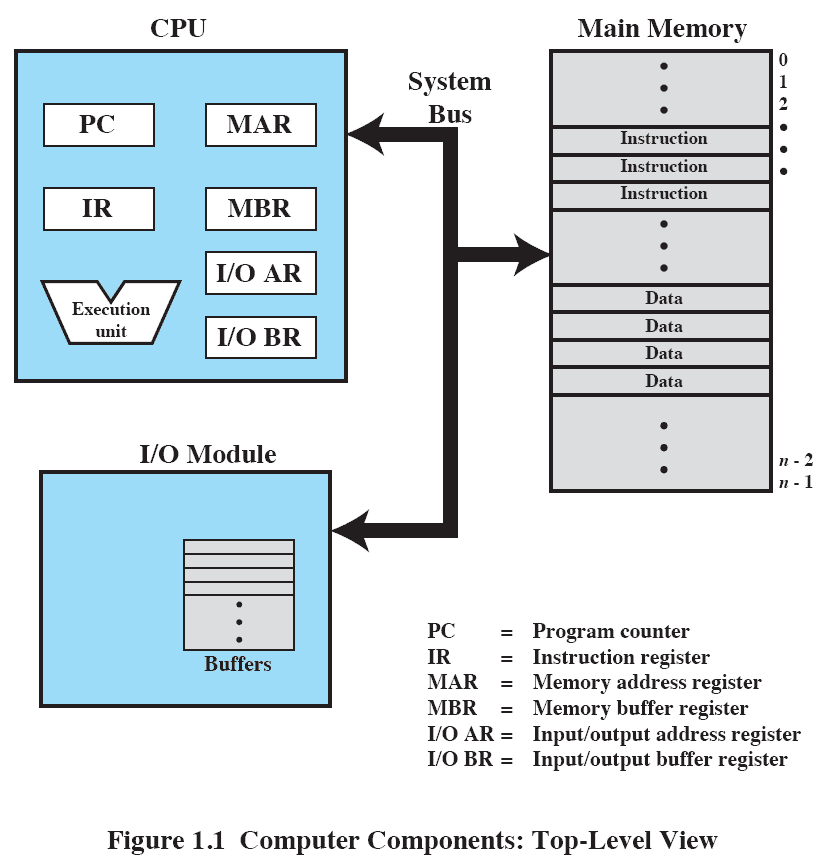 CPU
PC
MAR
IR
MBR
I/O AR
Execution
unit
I/O BR
System
Bus
Main Memory
0
1
2
Instruction
Instruction
Instruction
Data
Data
Data
Data
n - 2
n - 1
I/O Module
Buffers
PC = Program counter
IR = Instruction register
MAR = Memory address register
MBR = Memory buffer register
I/O AR = Input/output address register
I/O BR = Input/output buffer register
Figure 1.1 Computer Components: Top-Level View